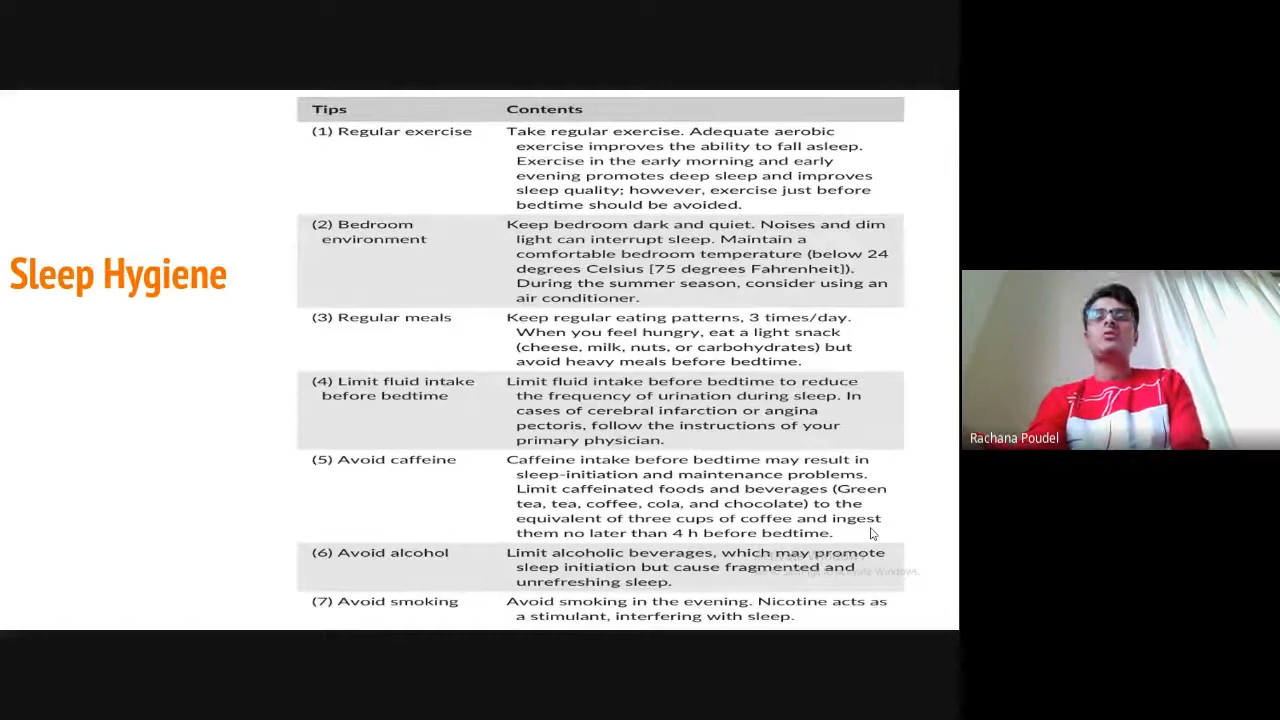 Sleep Hygiene
Tips Contents
(1) Regular exercise Take regular exercise. Adequate aerobic
exercise improves the ability to fall asleep.
Exercise in the early morning and early
evening promotes deep sleep and improves
sleep quality; however, exercise just before
bedtime should be avoided.
(2) Bedroom Keep bedroom dark and quiet. Noises and dim
environment light can interrupt sleep. Maintain a
comfortable bedroom temperature (below 24
degrees Celsius [75 degrees Fahrenheit]).
During the summer season, consider using an
air conditioner.
(3) Regular meals Keep regular eating patterns, 3 times/day.
When you feel hungry, eat a light snack
(cheese, milk, nuts, or carbohydrates) but
avoid heavy meals before bedtime.
(4) Limit fluid intake Limit fluid intake before bedtime to reduce
before bedtime the frequency of urination during sleep. In
cases of cerebral infarction or angina
pectoris, follow the instructions of your
primary physician.
(5) Avoid caffeine Caffeine intake before bedtime may result in
sleep-initiation and maintenance problems.
Limit caffeinated foods and beverages (Green
tea, tea, coffee, cola, and chocolate) to the
equivalent of three cups of coffee and ingest
them no later than 4 h before bedtime.
(6) Avoid alcohol Limit alcoholic beverages, which may promote
sleep initiation but cause fragmented and
unrefreshing sleep.
(7) Avoid smoking Avoid smoking in the evening. Nicotine acts as
a stimulant, interfering with sleep.
Rachana Poudel